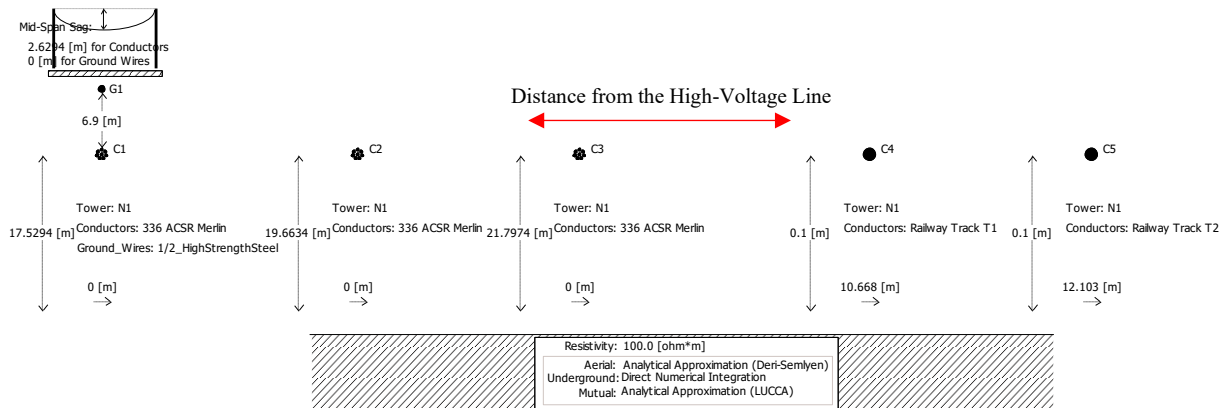 Mid-Span Sag:
2.6294 [m] for Conductors
0 [m] for Ground Wires
G1
6.9 [m]
Distance from the High-Voltage Line
C1
C2
C3
C4
C5
17.5294 [m]
Tower: N1
Conductors: 336 ACSR Merlin
Ground_Wires: 1/2_HighStrengthSteel
0 [m]
19.6634 [m]
Tower: N1
Conductors: 336 ACSR Merlin
0 [m]
21.7974 [m]
Tower: N1
Conductors: 336 ACSR Merlin
0 [m]
0.1 [m]
Tower: N1
Conductors: Railway Track T1
10.668 [m]
0.1 [m]
Tower: N1
Conductors: Railway Track T2
12.103 [m]
Resistivity: 100.0 [ohm*m]
Aerial: Analytical Approximation (Deri-Semlyen)
Underground: Direct Numerical Integration
Mutual: Analytical Approximation (LUCCA)